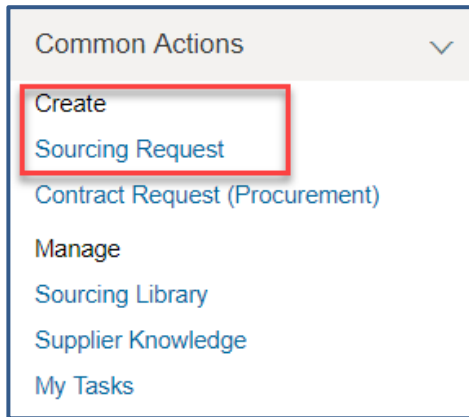 Common Actions
Create
Sourcing Request
Contract Request (Procurement)
Manage
Sourcing Library
Supplier Knowledge
My Tasks